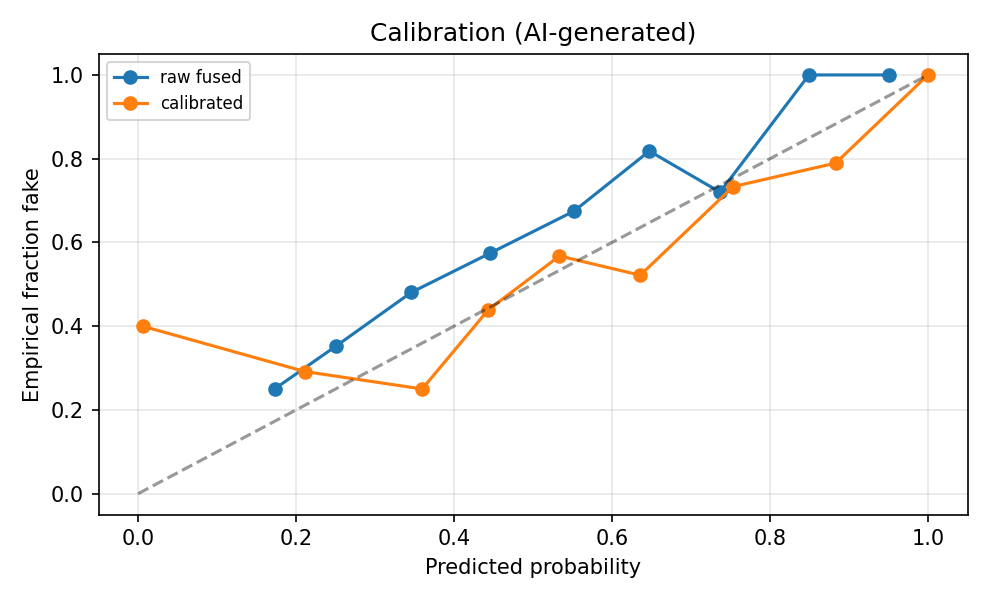 Calibration (AI-generated)
raw fused
calibrated
Empirical fraction fake
1.0
0.8
0.6
0.4
0.2
0.0
0.0 0.2 0.4 0.6 0.8 1.0
Predicted probability